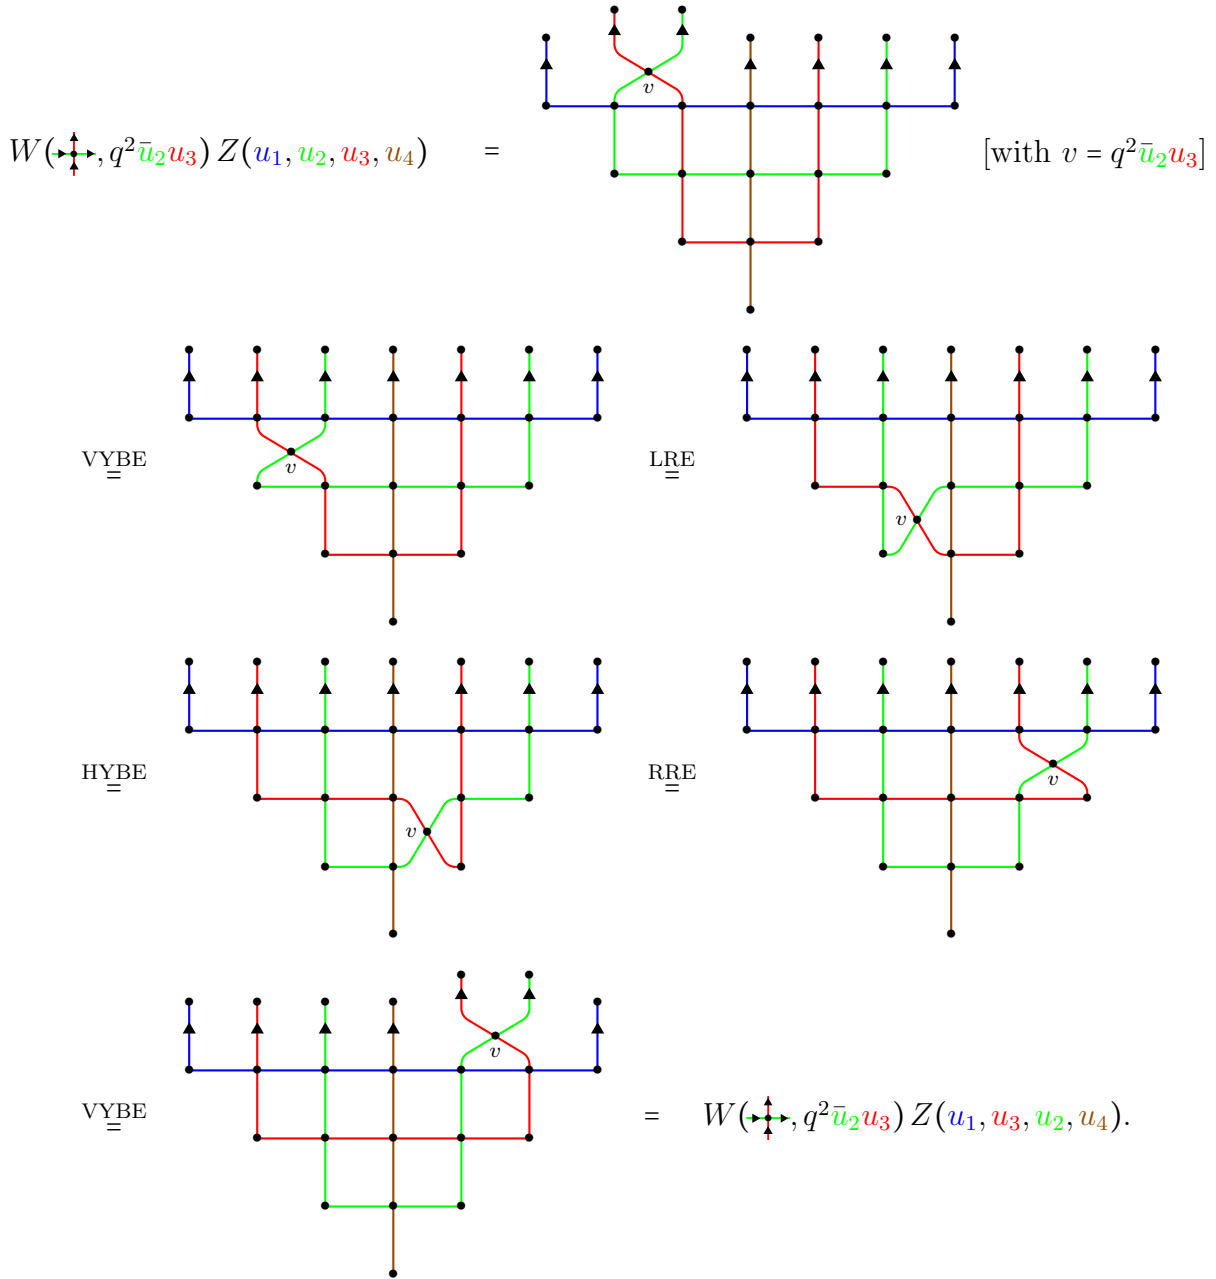 W(, q²ū₂u₃) Z(u₁, u₂, u₃, u₄) = v [with v = q²ū₂u₃]
VYBE = v LRE = v
HYBE = v RRE = v
VYBE = v = W(, q²ū₂u₃) Z(u₁, u₃, u₂, u₄).